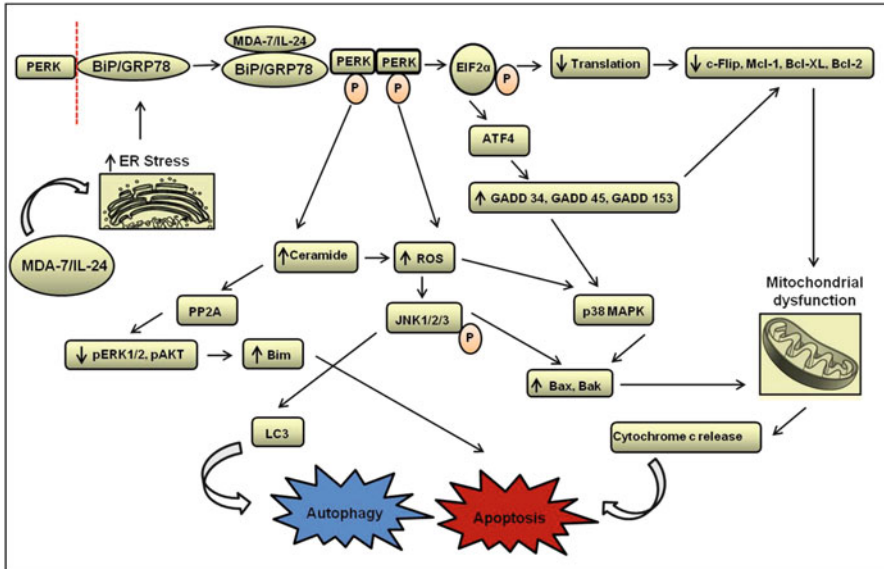 MDA-7/IL-24
PERK
BiP/GRP78
BiP/GRP78
PERK
PERK
P
P
EIF2α
P
↓ Translation
↓ c-Flip, Mcl-1, Bcl-XL, Bcl-2
ATF4
↑ ER Stress
↑ GADD 34, GADD 45, GADD 153
MDA-7/IL-24
↑Ceramide
↑ ROS
Mitochondrial
dysfunction
PP2A
JNK1/2/3
P
p38 MAPK
↓ pERK1/2, pAKT
↑ Bim
↑ Bax, Bak
LC3
Cytochrome c release
Autophagy
Apoptosis